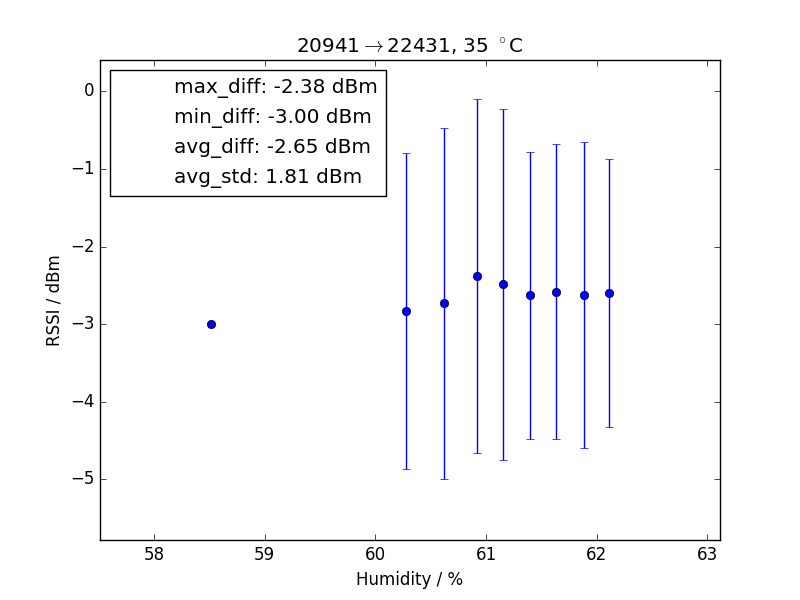 20941→22431, 35 °C
max_diff: -2.38 dBm
min_diff: -3.00 dBm
avg_diff: -2.65 dBm
avg_std: 1.81 dBm
0
−1
−2
−3
−4
−5
RSSI / dBm
58 59 60 61 62 63
Humidity / %